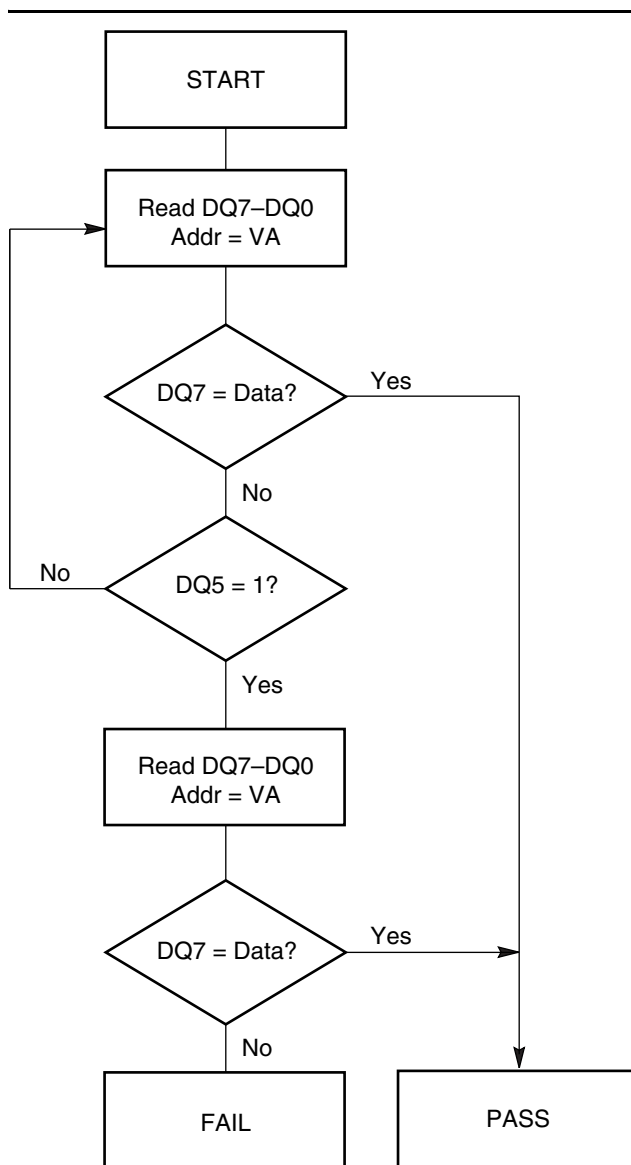 START
Read DQ7–DQ0
Addr = VA
DQ7 = Data?
Yes
No
DQ5 = 1?
No
Yes
Read DQ7–DQ0
Addr = VA
DQ7 = Data?
Yes
No
FAIL
PASS